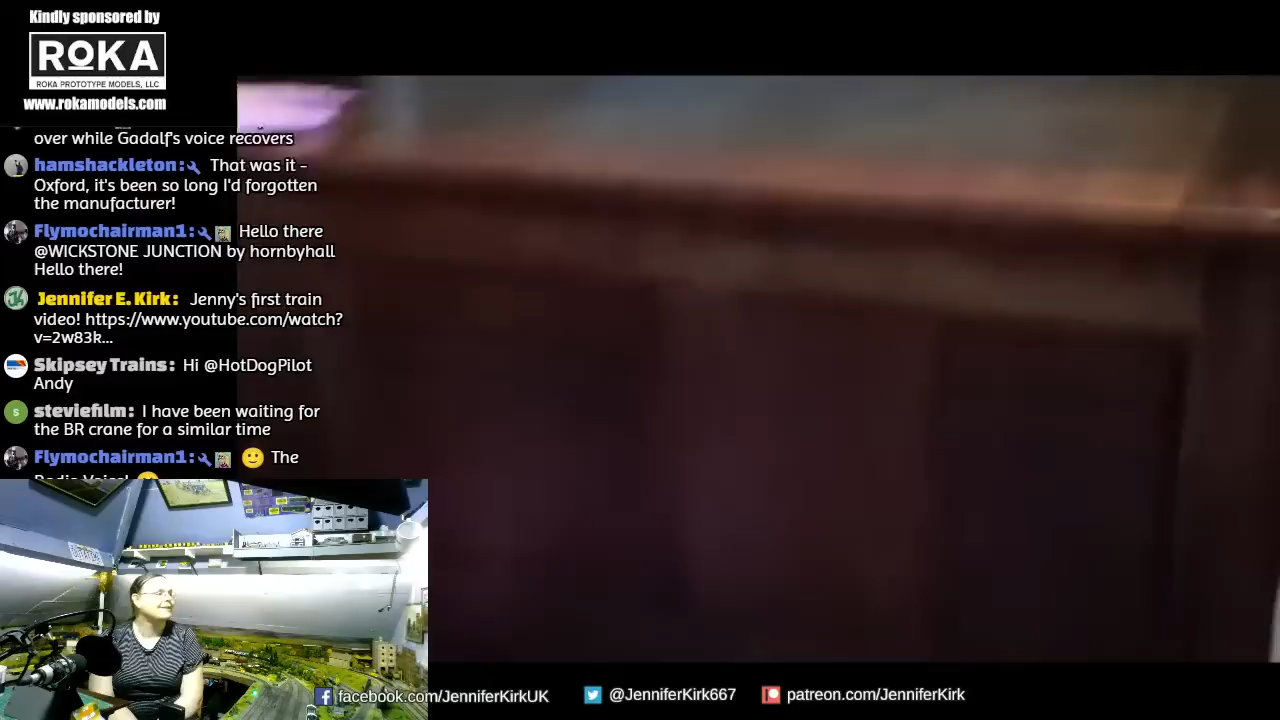 Kindly sponsored by
ROKA
ROKA PROTOTYPE MODELS, LLC
www.rokamodels.com
over while Gadalf's voice recovers
hamshackleton: That was it -
Oxford, it's been so long I'd forgotten
the manufacturer!
Flymochairman1: Hello there
@WICKSTONE JUNCTION by hornbyhall
Hello there!
Jennifer E. Kirk: Jenny's first train
video! https://www.youtube.com/watch?
v=2w83k...
Skipsey Trains: Hi @HotDogPilot
Andy
S
steviefilm: I have been waiting for
the BR crane for a similar time
Flymochairman1: 🙂 The
facebook.com/JenniferKirkUK
@JenniferKirk667
patreon.com/JenniferKirk